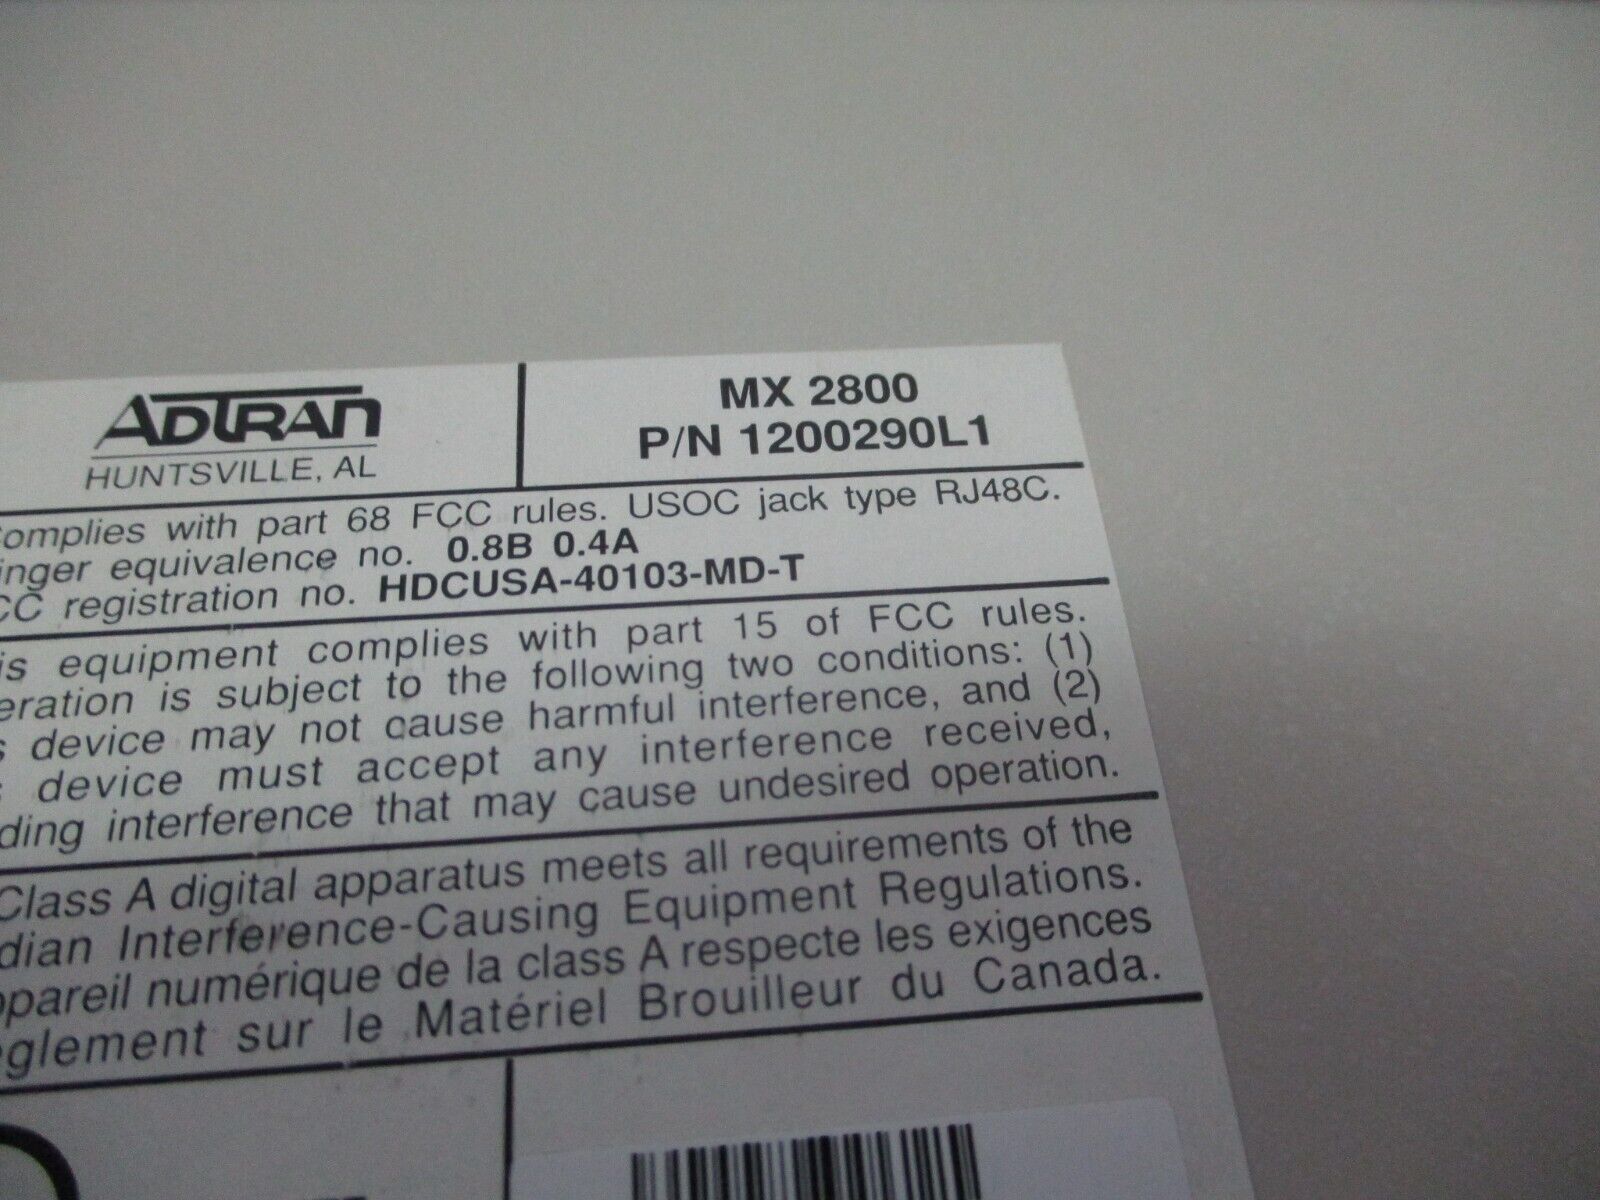 ADTRAN
HUNTSVILLE, AL
MX 2800
P/N 1200290L1
omplies with part 68 FCC rules. USOC jack type RJ48C.
inger equivalence no. 0.8B 0.4A
CC registration no. HDCUSA-40103-MD-T
is equipment complies with part 15 of FCC rules.
eration is subject to the following two conditions: (1)
s device may not cause harmful interference, and (2)
s device must accept any interference received,
ding interference that may cause undesired operation.
Class A digital apparatus meets all requirements of the
dian Interference-Causing Equipment Regulations.
ppareil numérique de la class A respecte les exigences
glement sur le Matériel Brouilleur du Canada.